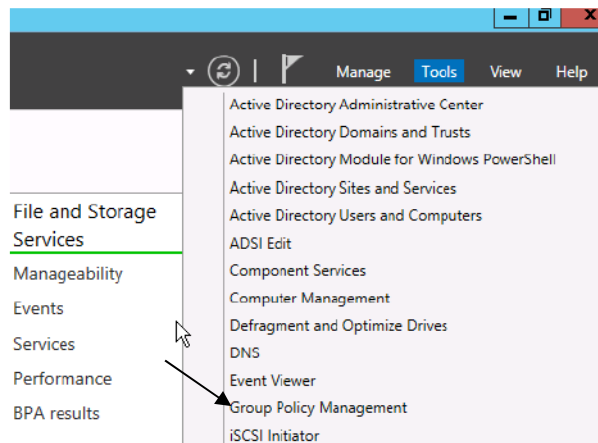 Manage Tools View Help
Active Directory Administrative Center
Active Directory Domains and Trusts
Active Directory Module for Windows PowerShell
Active Directory Sites and Services
Active Directory Users and Computers
ADSI Edit
Component Services
Computer Management
Defragment and Optimize Drives
DNS
Event Viewer
Group Policy Management
iSCSI Initiator
File and Storage
Services
Manageability
Events
Services
Performance
BPA results